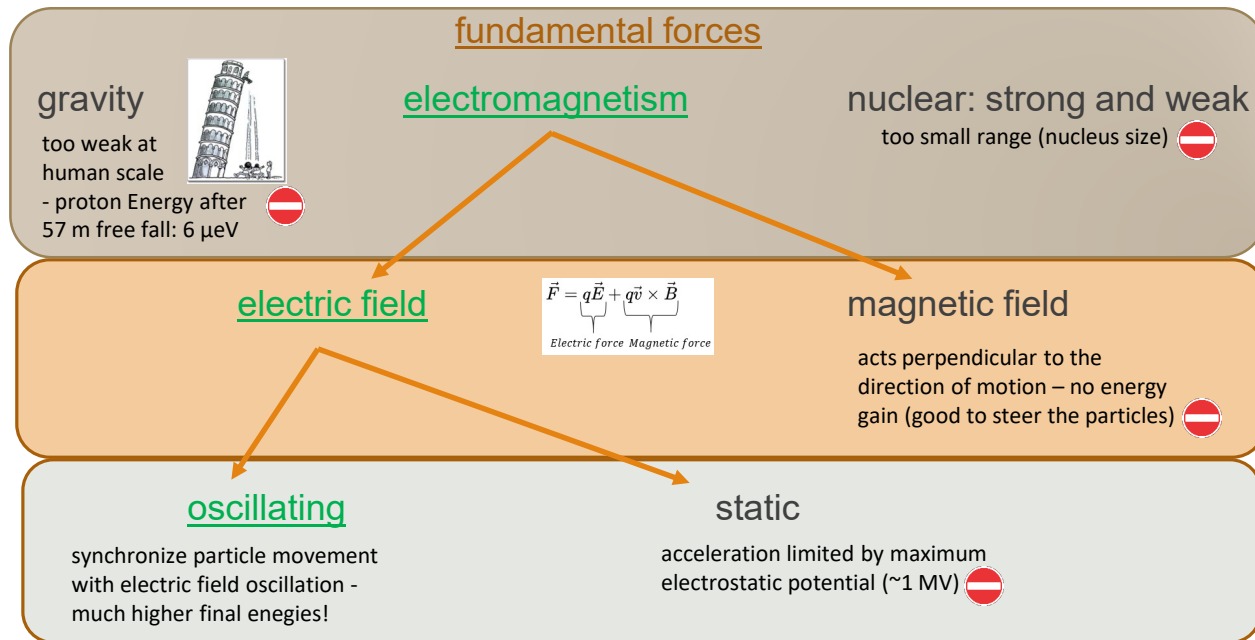 fundamental forces
gravity
too weak at
human scale
- proton Energy after
57 m free fall: 6 µeV
electromagnetism
nuclear: strong and weak
too small range (nucleus size)
electric field
F⃗ = qE⃗ + qv⃗ × B⃗
Electric force Magnetic force
magnetic field
acts perpendicular to the
direction of motion – no energy
gain (good to steer the particles)
oscillating
synchronize particle movement
with electric field oscillation -
much higher final enegies!
static
acceleration limited by maximum
electrostatic potential (~1 MV)